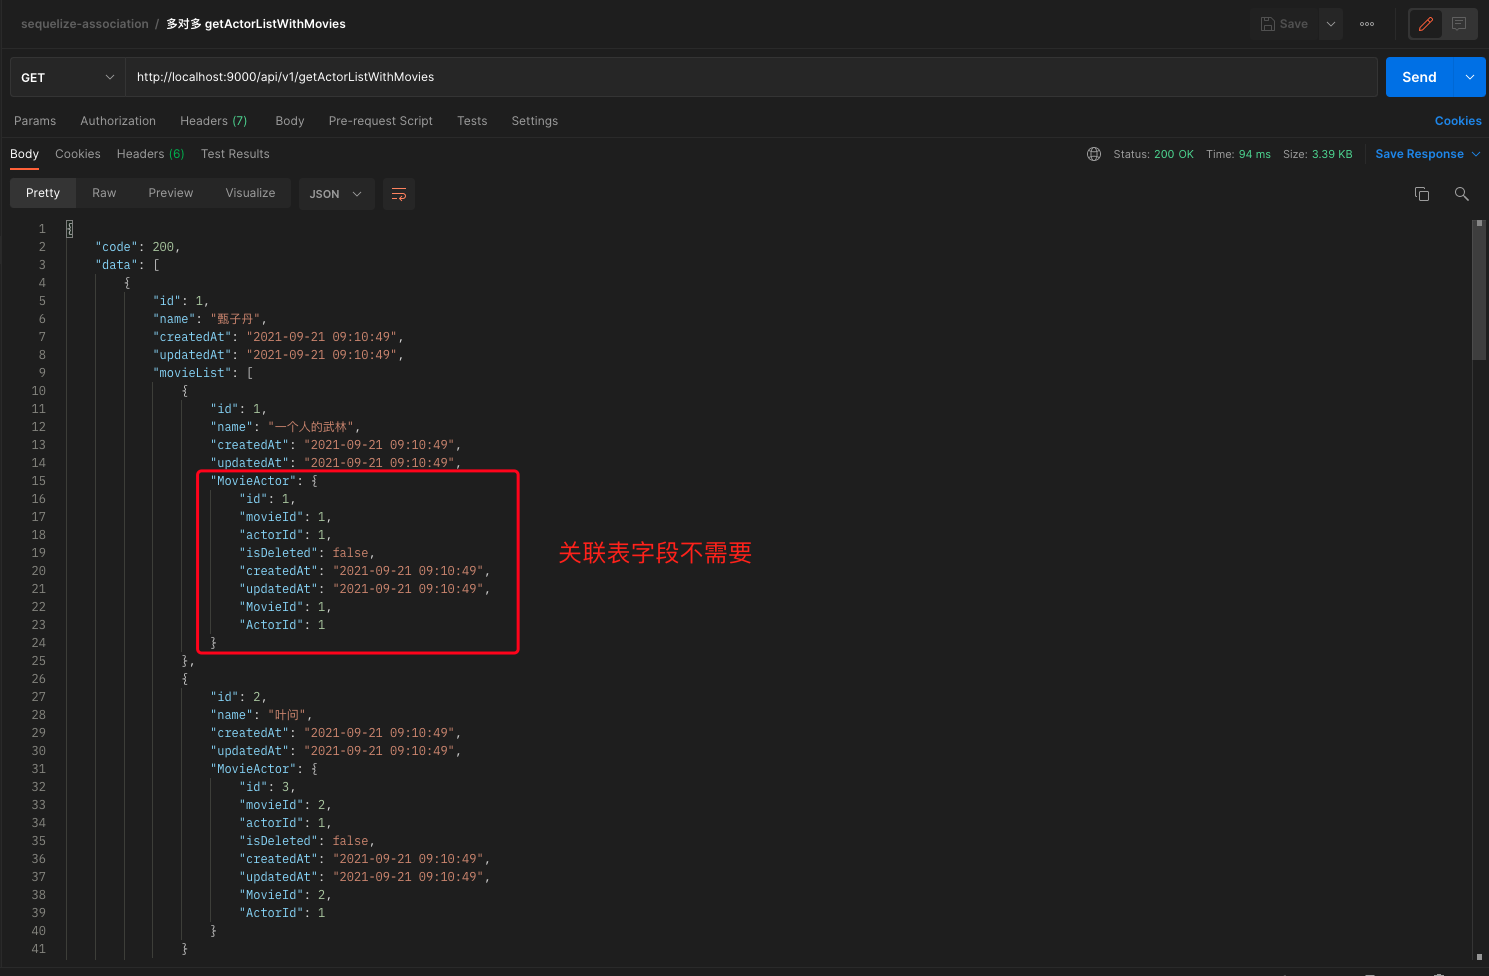 sequelize-association / 多对多 getActorListWithMovies
Save
GET http://localhost:9000/api/v1/getActorListWithMovies Send
Params Authorization Headers (7) Body Pre-request Script Tests Settings Cookies
Body Cookies Headers (6) Test Results Status: 200 OK Time: 94 ms Size: 3.39 KB Save Response
Pretty Raw Preview Visualize JSON
1 {
2 "code": 200,
3 "data": [
4 {
5 "id": 1,
6 "name": "甄子丹",
7 "createdAt": "2021-09-21 09:10:49",
8 "updatedAt": "2021-09-21 09:10:49",
9 "movieList": [
10 {
11 "id": 1,
12 "name": "一个人的武林",
13 "createdAt": "2021-09-21 09:10:49",
14 "updatedAt": "2021-09-21 09:10:49",
15 "MovieActor": {
16 "id": 1,
17 "movieId": 1,
18 "actorId": 1,
19 "isDeleted": false,
关联表字段不需要
20 "createdAt": "2021-09-21 09:10:49",
21 "updatedAt": "2021-09-21 09:10:49",
22 "MovieId": 1,
23 "ActorId": 1
24 }
25 },
26 {
27 "id": 2,
28 "name": "叶问",
29 "createdAt": "2021-09-21 09:10:49",
30 "updatedAt": "2021-09-21 09:10:49",
31 "MovieActor": {
32 "id": 3,
33 "movieId": 2,
34 "actorId": 1,
35 "isDeleted": false,
36 "createdAt": "2021-09-21 09:10:49",
37 "updatedAt": "2021-09-21 09:10:49",
38 "MovieId": 2,
39 "ActorId": 1
40 }
41 }